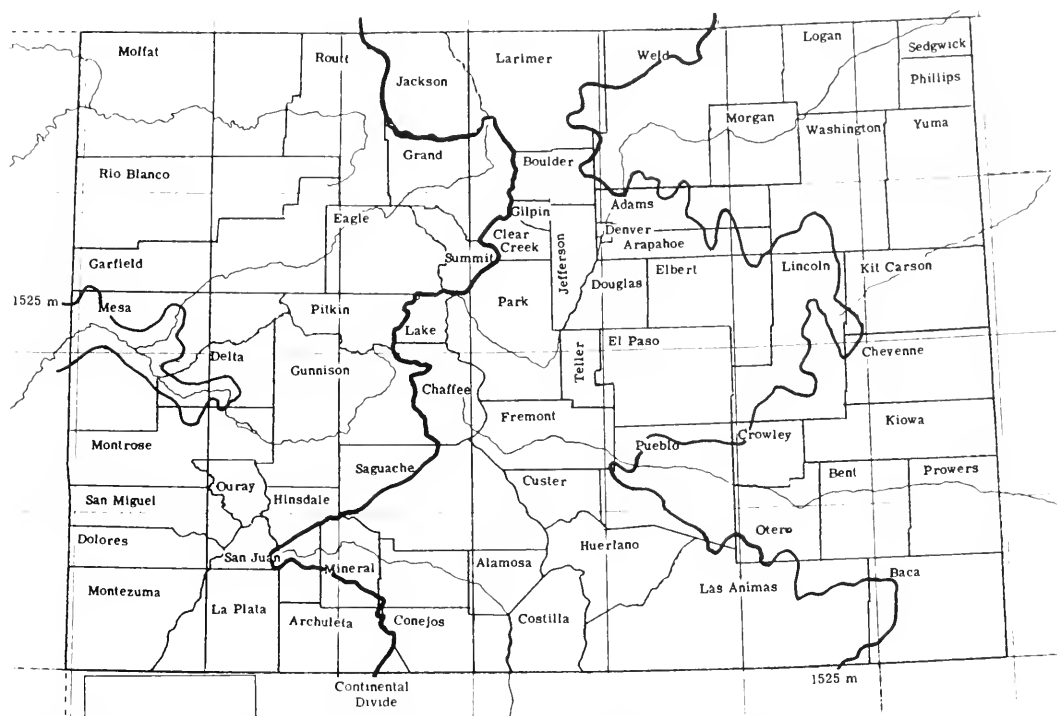 Moffat
Routt
Jackson
Larimer
Weld
Logan
Sedgwick
Phillips
Morgan
Washington
Yuma
Grand
Boulder
Rio Blanco
Eagle
Gilpin
Adams
Clear
Creek
Denver
Arapahoe
Garfield
Summit
Jefferson
Douglas
Elbert
Lincoln
Kit Carson
1525 m
Mesa
Pitkin
Park
Lake
Delta
Gunnison
Teller
El Paso
Cheyenne
Chaffee
Fremont
Kiowa
Montrose
Pueblo
Crowley
Saguache
Ouray
San Miguel
Hinsdale
Custer
Bent
Prowers
Dolores
Otero
San Juan
Mineral
Alamosa
Huerfano
Montezuma
La Plata
Archuleta
Conejos
Costilla
Las Animas
Baca
Continental
Divide
1525 m